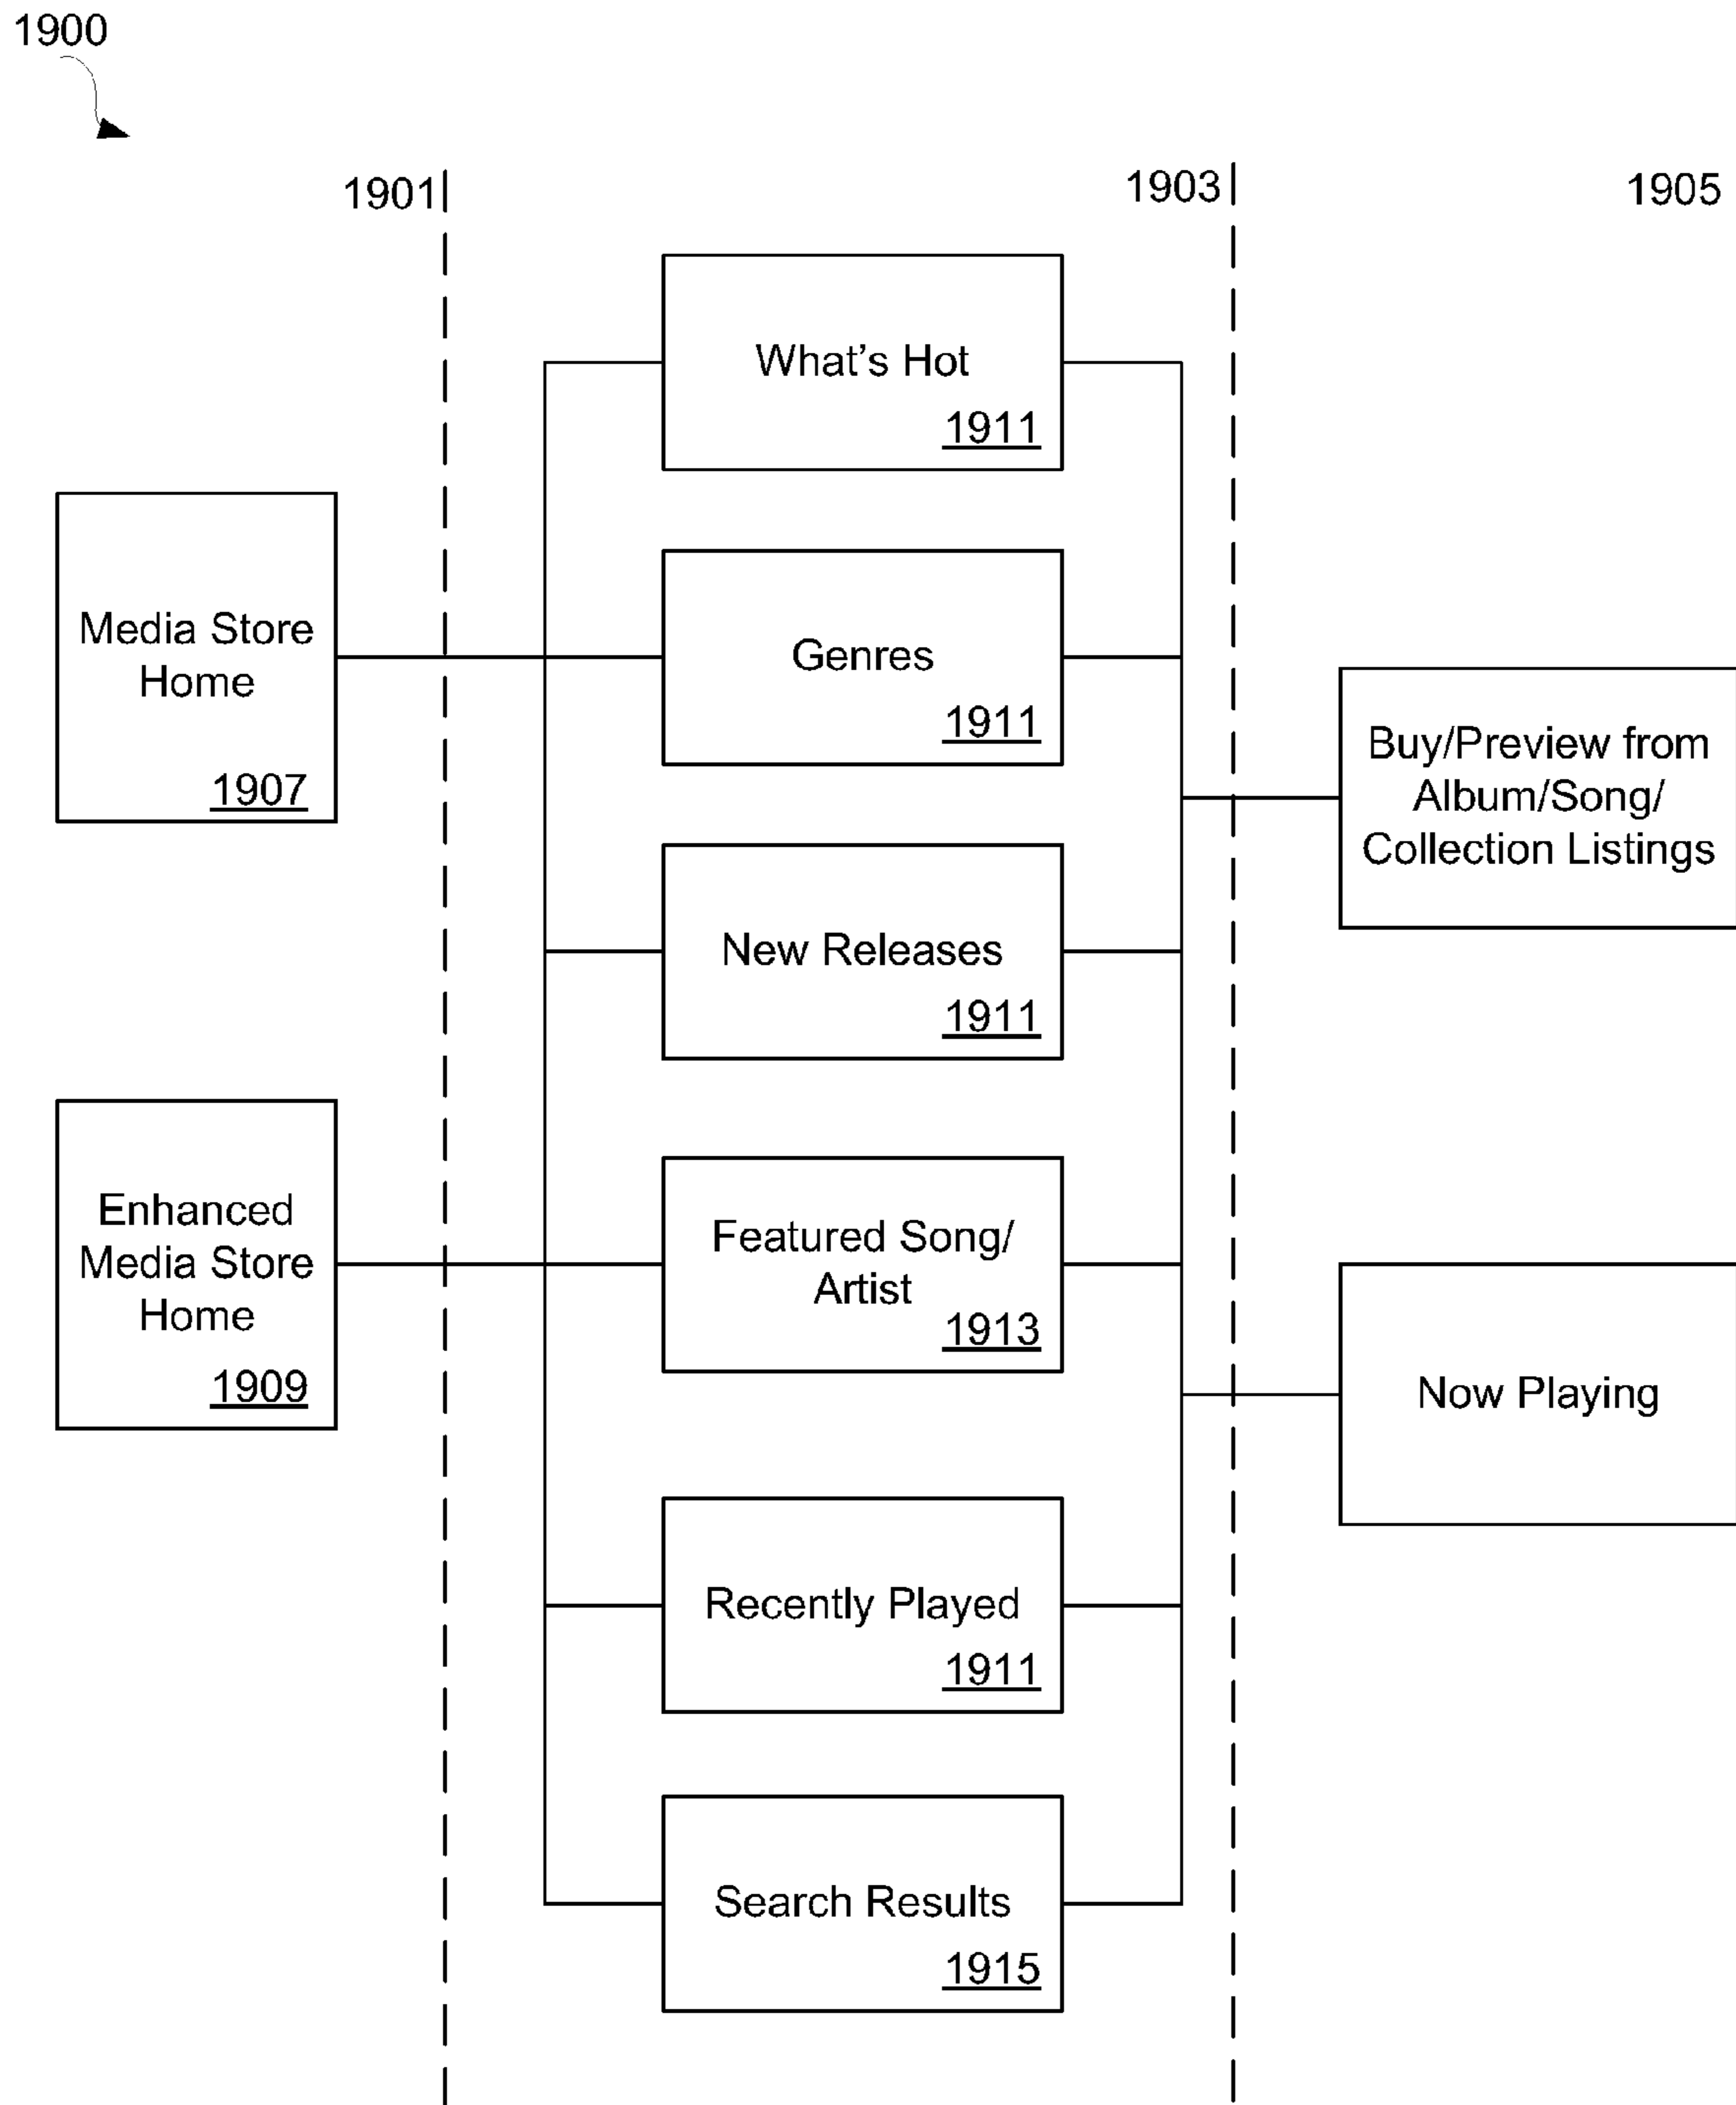 1900
1901
1903
1905
What's Hot
1911
Media Store
Home
1907
Genres
1911
Buy/Preview from
Album/Song/
Collection Listings
New Releases
1911
Enhanced
Media Store
Home
1909
Featured Song/
Artist
1913
Now Playing
Recently Played
1911
Search Results
1915